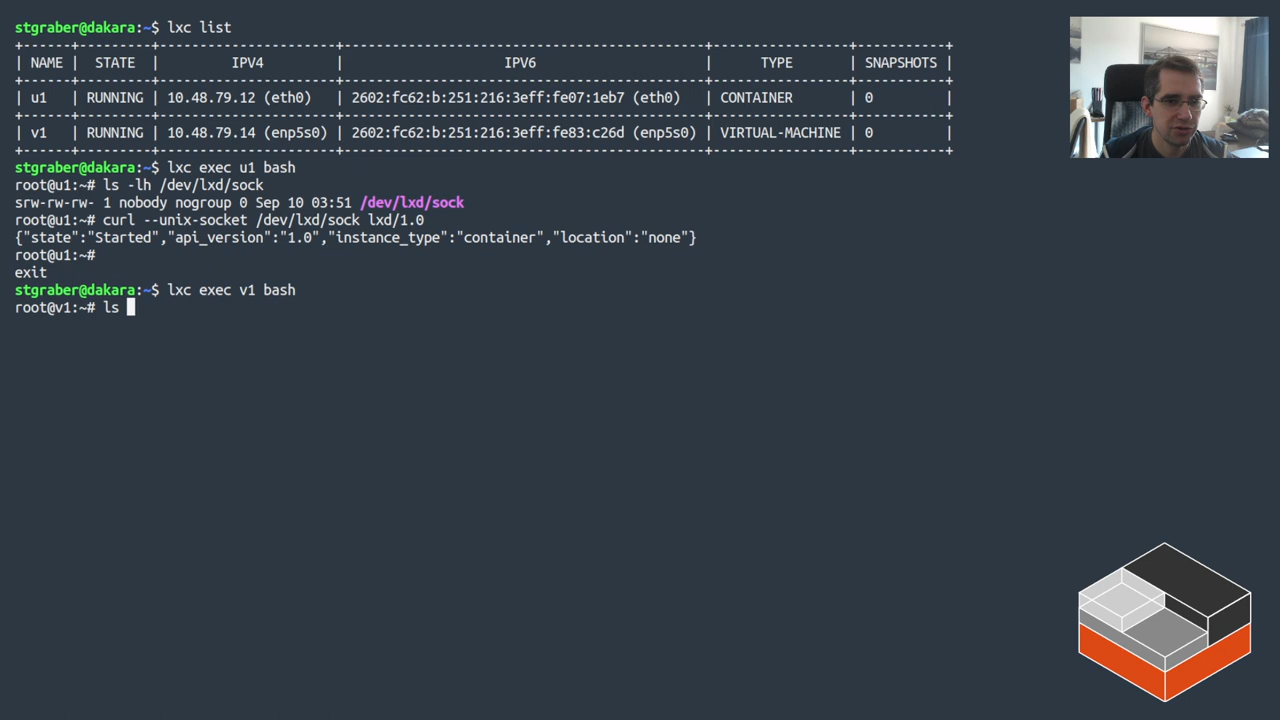 stgraber@dakara:~$ lxc list
+------+---------+-----------------------+-----------------------------------------------+-----------------+-----------+
| NAME | STATE | IPV4 | IPV6 | TYPE | SNAPSHOTS |
+------+---------+-----------------------+-----------------------------------------------+-----------------+-----------+
| u1 | RUNNING | 10.48.79.12 (eth0) | 2602:fc62:b:251:216:3eff:fe07:1eb7 (eth0) | CONTAINER | 0 |
+------+---------+-----------------------+-----------------------------------------------+-----------------+-----------+
| v1 | RUNNING | 10.48.79.14 (enp5s0) | 2602:fc62:b:251:216:3eff:fe83:c26d (enp5s0) | VIRTUAL-MACHINE | 0 |
+------+---------+-----------------------+-----------------------------------------------+-----------------+-----------+
stgraber@dakara:~$ lxc exec u1 bash
root@u1:~# ls -lh /dev/lxd/sock
srw-rw-rw- 1 nobody nogroup 0 Sep 10 03:51 /dev/lxd/sock
root@u1:~# curl --unix-socket /dev/lxd/sock lxd/1.0
{"state":"Started","api_version":"1.0","instance_type":"container","location":"none"}
root@u1:~#
exit
stgraber@dakara:~$ lxc exec v1 bash
root@v1:~# ls